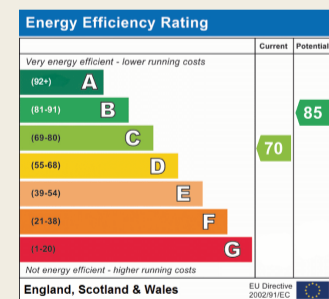 Energy Efficiency Rating
Current Potential
Very energy efficient - lower running costs
(92+) A
(81-91) B
85
(69-80) C
70
(55-68) D
(39-54) E
(21-38) F
(1-20) G
Not energy efficient - higher running costs
England, Scotland & Wales
EU Directive
2002/91/EC